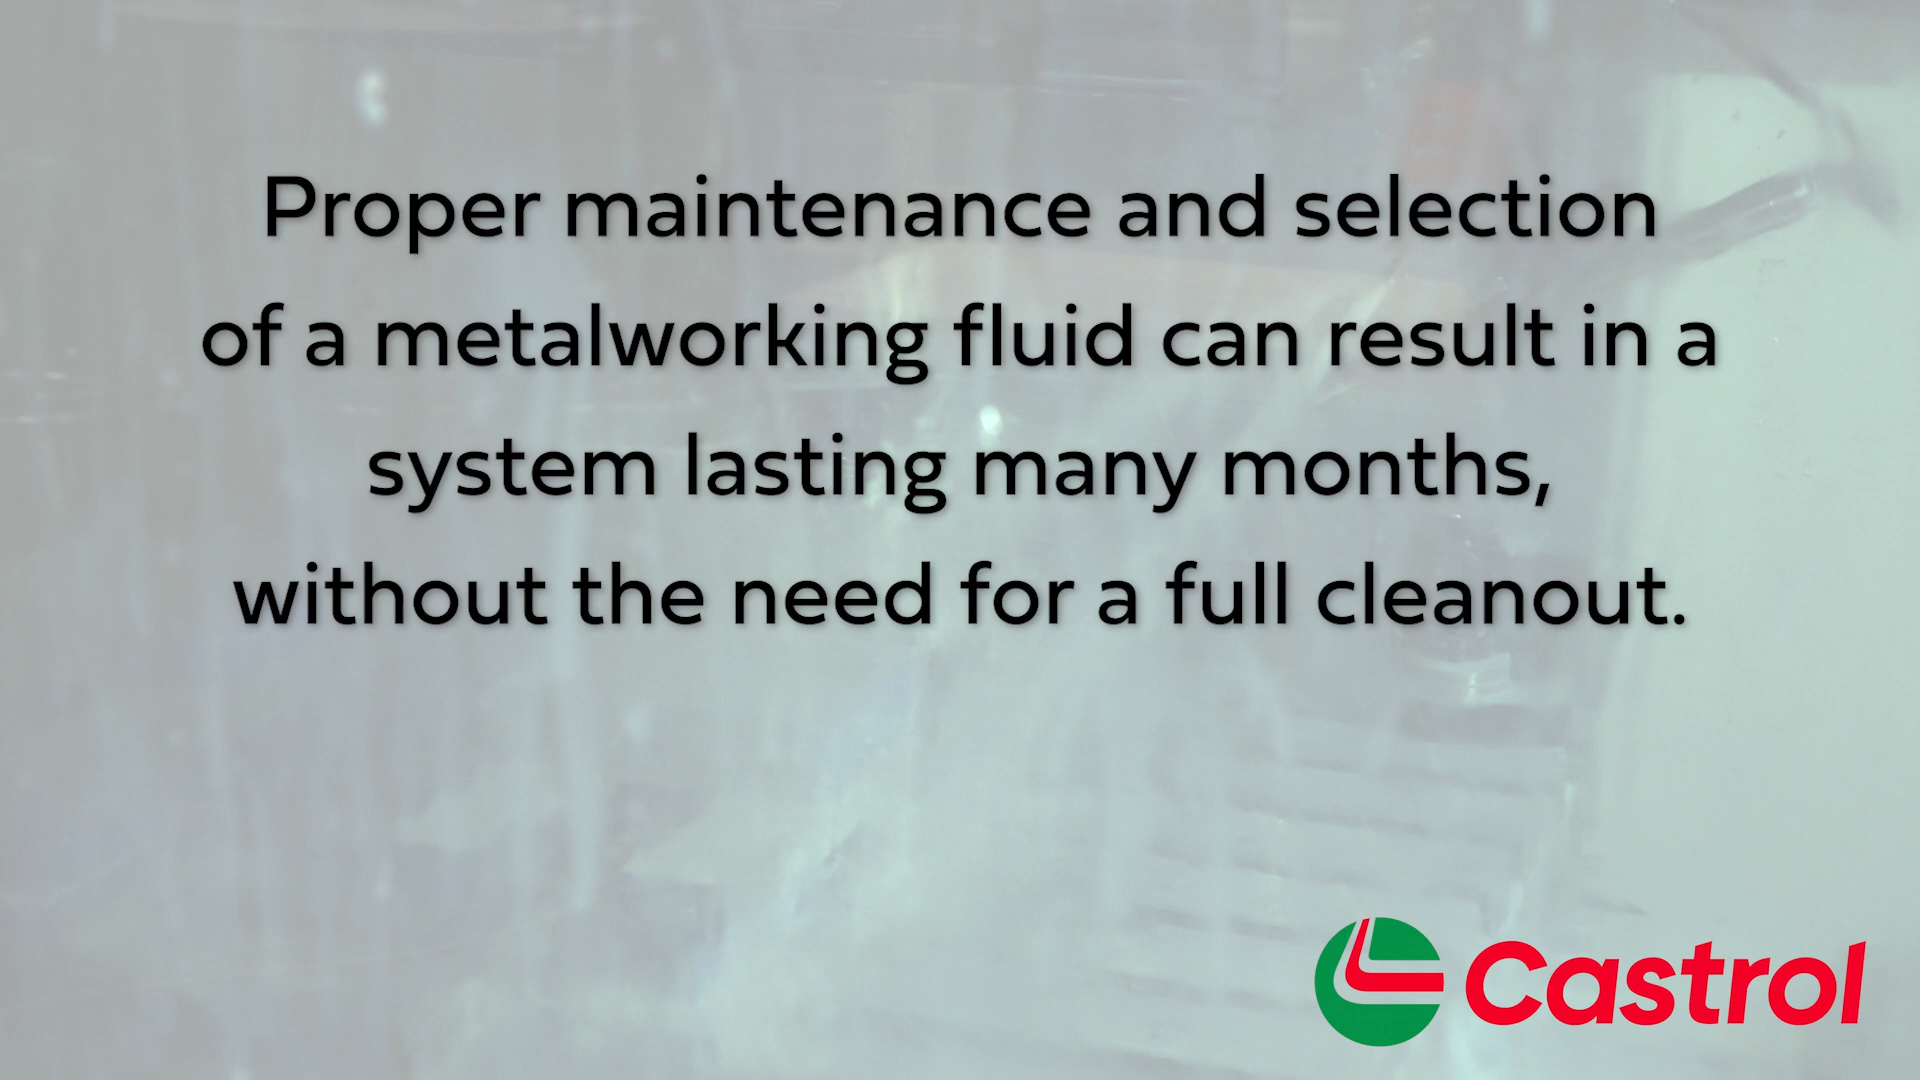 Proper maintenance and selection
of a metalworking fluid can result in a
system lasting many months,
without the need for a full cleanout.
Castrol